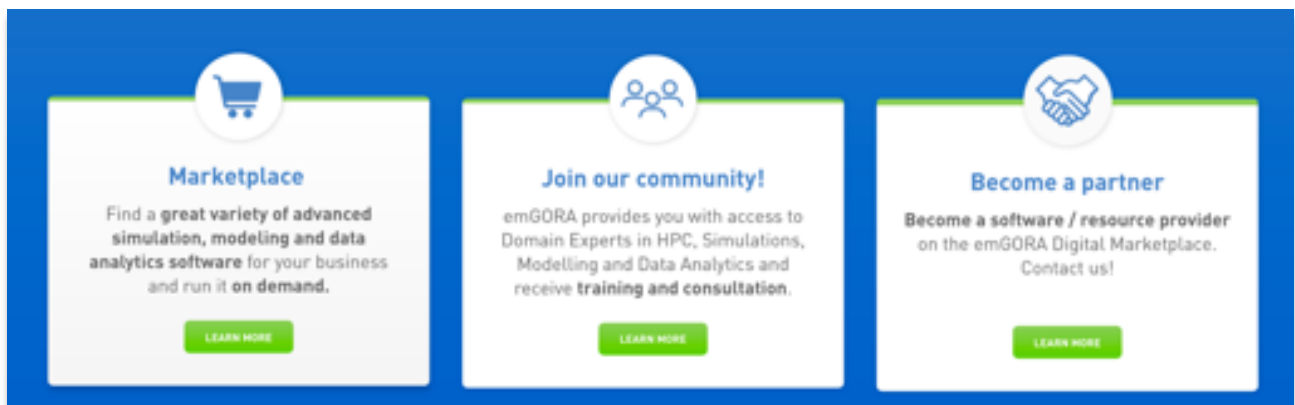 Marketplace
Find a great variety of advanced
simulation, modeling and data
analytics software for your business
and run it on demand.
LEARN MORE
Join our community!
emGORA provides you with access to
Domain Experts in HPC, Simulations,
Modelling and Data Analytics and
receive training and consultation.
LEARN MORE
Become a partner
Become a software / resource provider
on the emGORA Digital Marketplace.
Contact us!
LEARN MORE